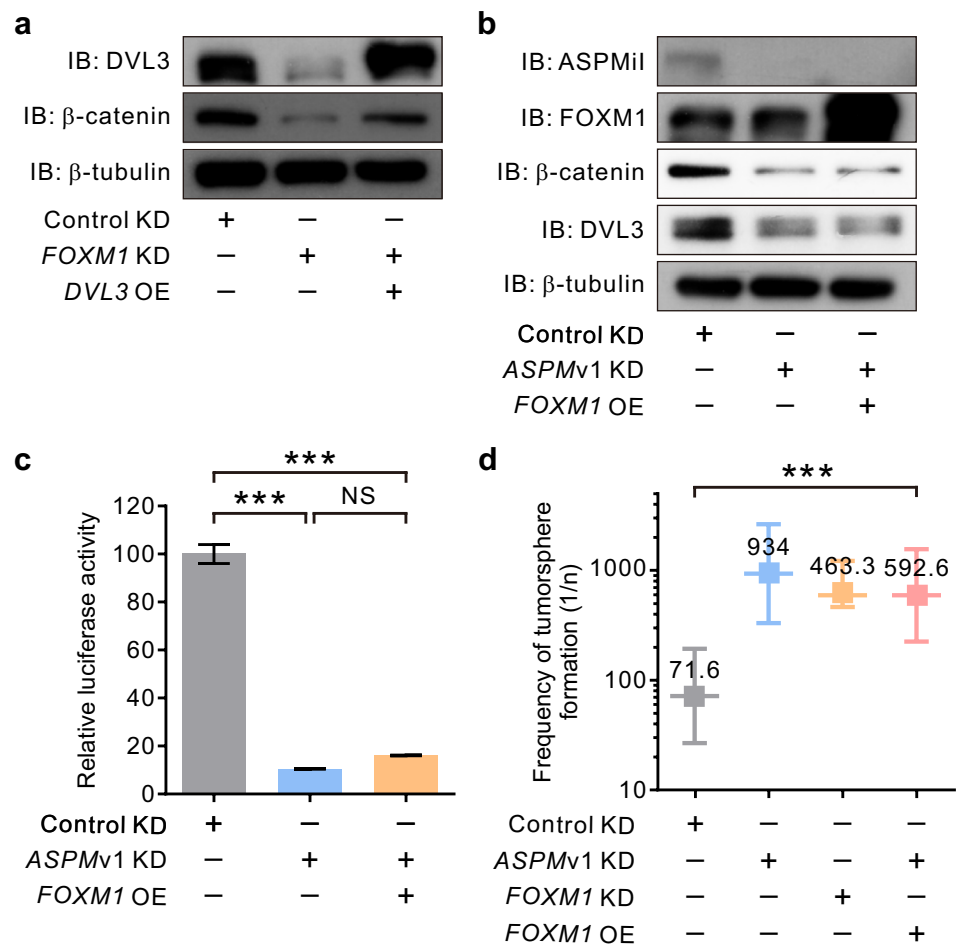 a
IB: DVL3
IB: β-catenin
IB: β-tubulin
Control KD + − −
FOXM1 KD − + +
DVL3 OE − − +
b
IB: ASPMiI
IB: FOXM1
IB: β-catenin
IB: DVL3
IB: β-tubulin
Control KD + − −
ASPMv1 KD − + +
FOXM1 OE − − +
c
Relative luciferase activity
120
100
80
60
40
20
0
***
*** NS
Control KD + − −
ASPMv1 KD − + +
FOXM1 OE − − +
d
Frequency of tumorsphere
formation (1/n)
1000
100
10
***
71.6
934
463.3
592.6
Control KD + − − −
ASPMv1 KD − + − +
FOXM1 KD − − + −
FOXM1 OE − − − +